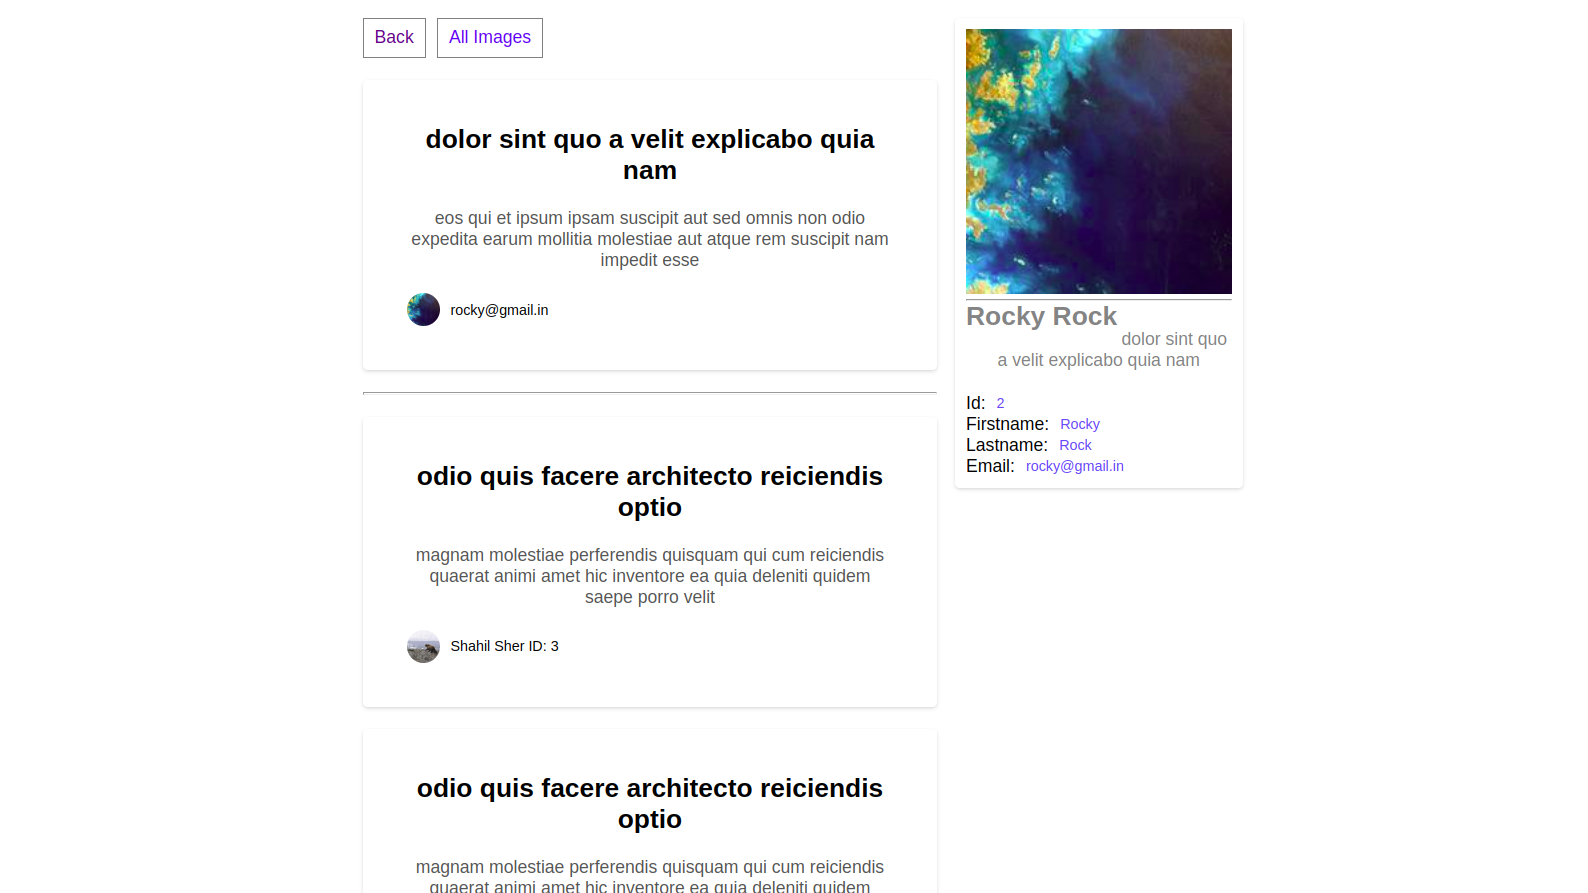 Back
All Images
dolor sint quo a velit explicabo quia
nam
eos qui et ipsum ipsam suscipit aut sed omnis non odio
expedita earum mollitia molestiae aut atque rem suscipit nam
impedit esse
rocky@gmail.in
odio quis facere architecto reiciendis
optio
magnam molestiae perferendis quisquam qui cum reiciendis
quaerat animi amet hic inventore ea quia deleniti quidem
saepe porro velit
Shahil Sher ID: 3
odio quis facere architecto reiciendis
optio
magnam molestiae perferendis quisquam qui cum reiciendis
quaerat animi amet hic inventore ea quia deleniti quidem
Rocky Rock
dolor sint quo
a velit explicabo quia nam
Id: 2
Firstname: Rocky
Lastname: Rock
Email: rocky@gmail.in